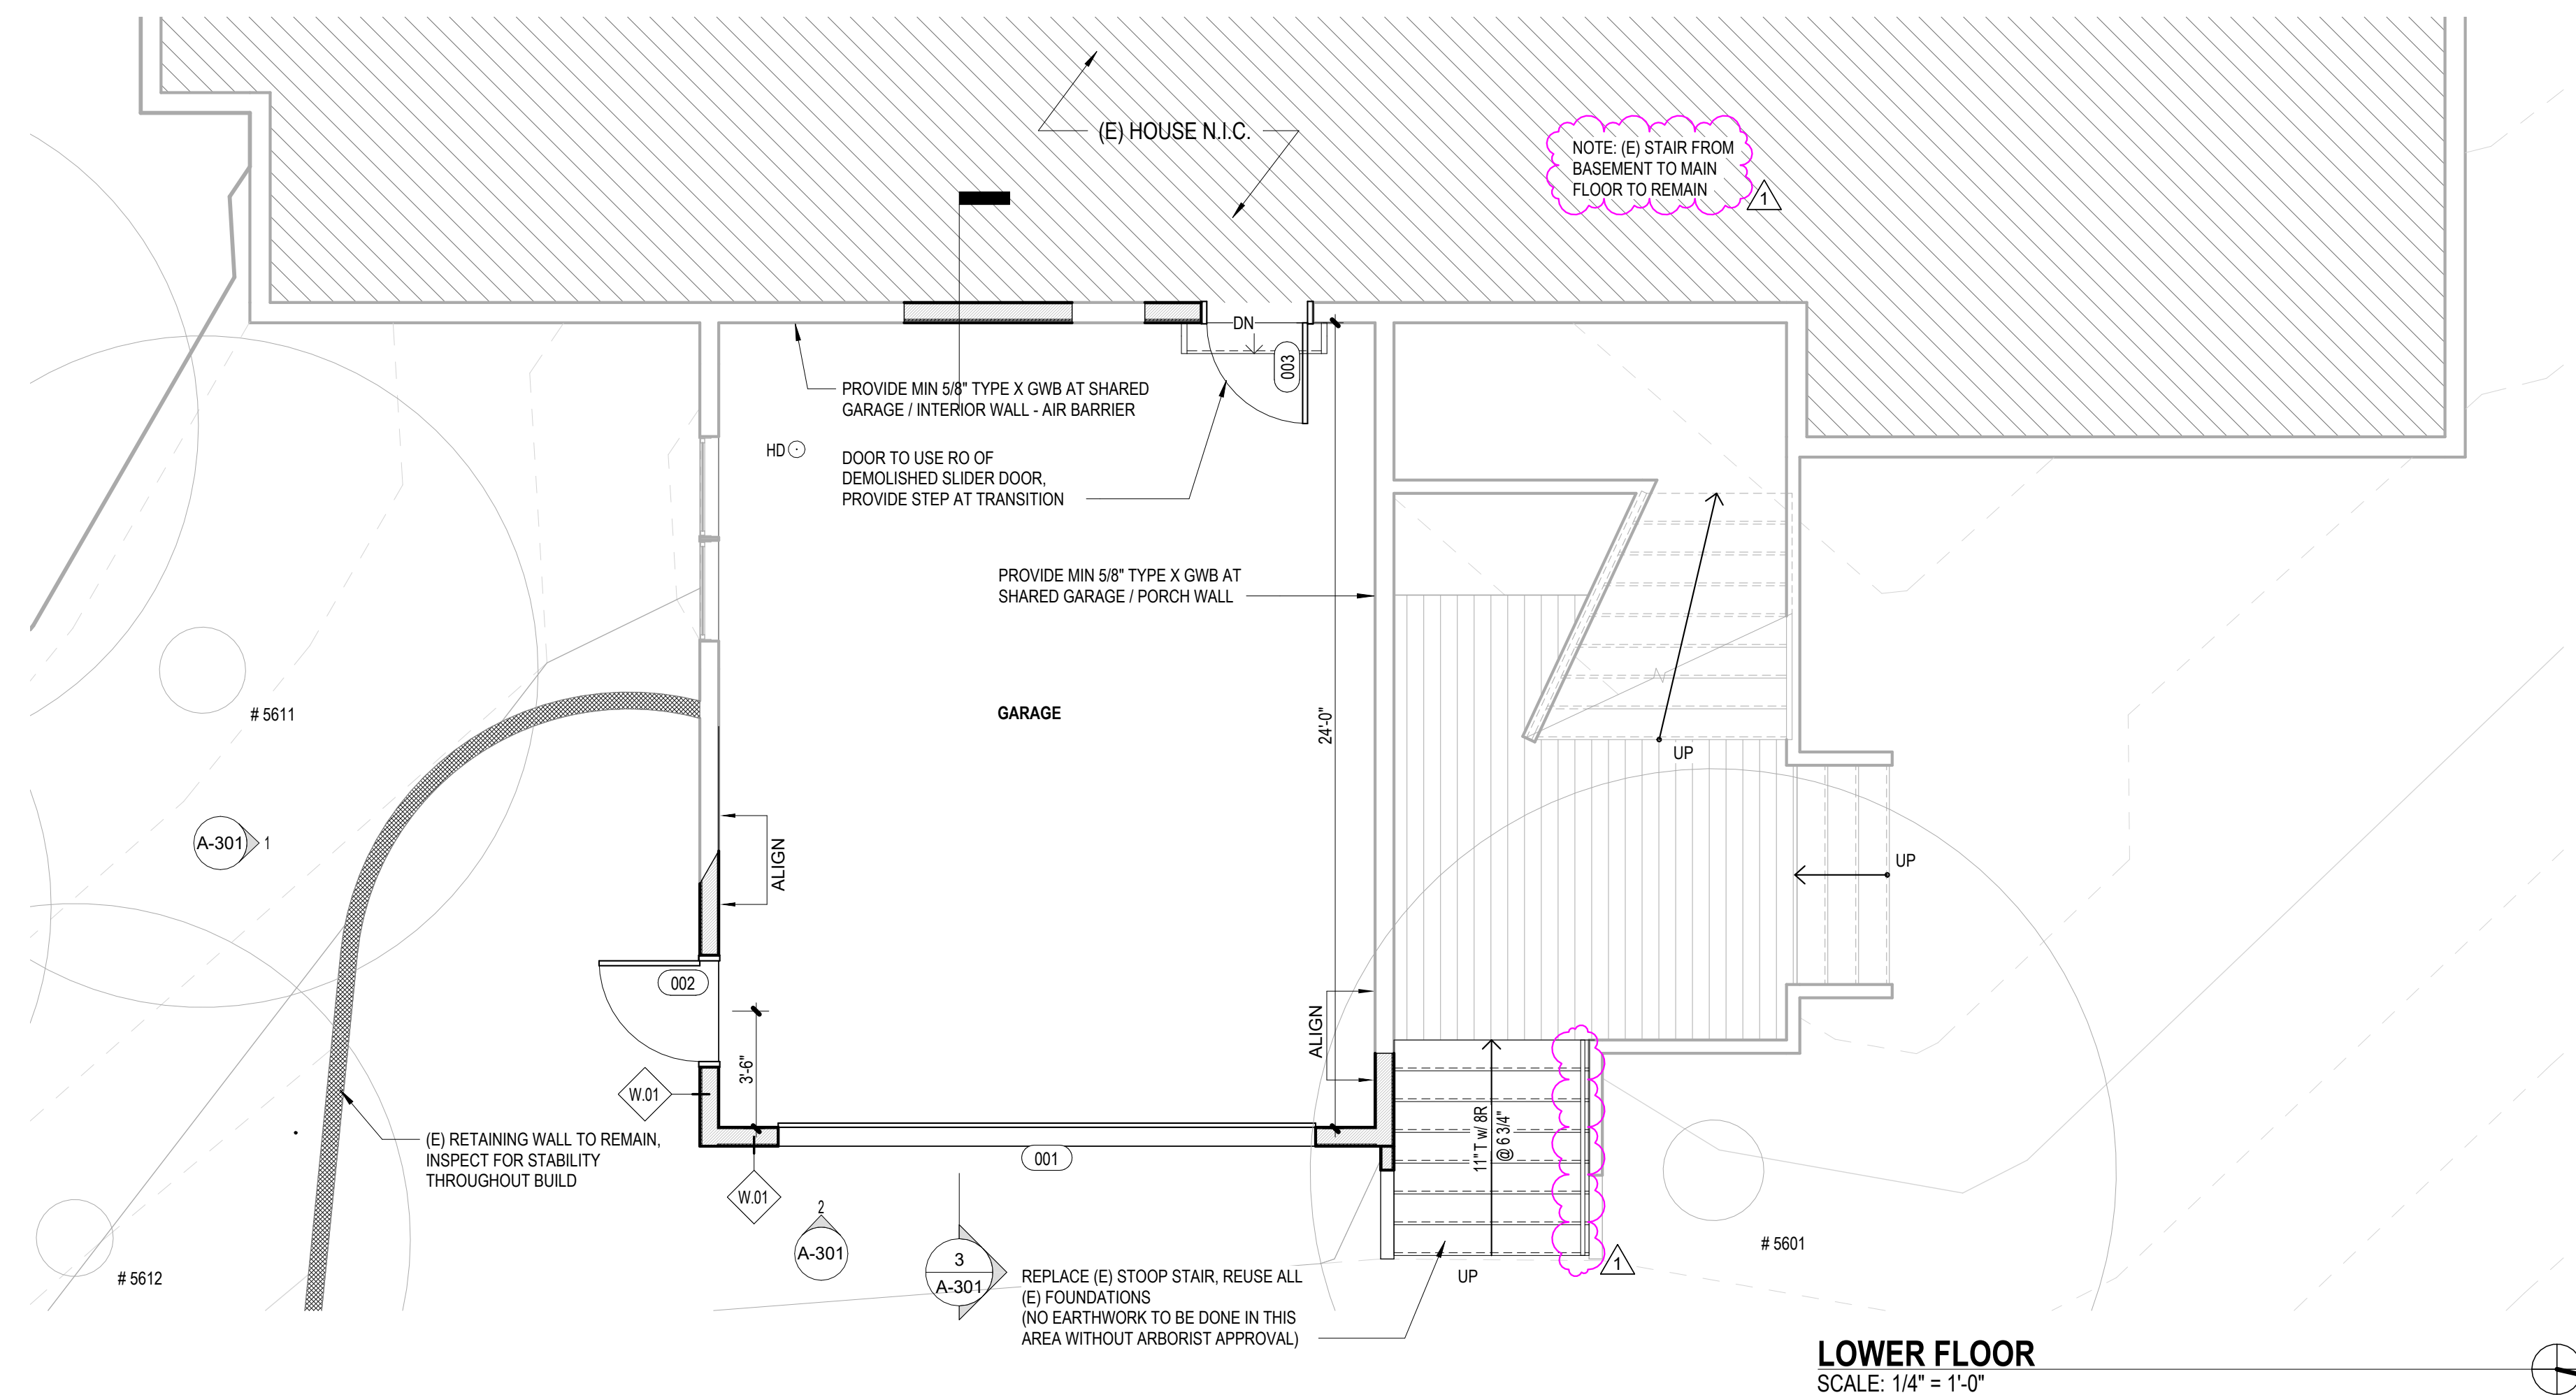 (E) HOUSE N.I.C.
NOTE: (E) STAIR FROM
BASEMENT TO MAIN
FLOOR TO REMAIN
1
DN
003
PROVIDE MIN 5/8" TYPE X GWB AT SHARED
GARAGE / INTERIOR WALL - AIR BARRIER
HD
DOOR TO USE RO OF
DEMOLISHED SLIDER DOOR,
PROVIDE STEP AT TRANSITION
PROVIDE MIN 5/8" TYPE X GWB AT
SHARED GARAGE / PORCH WALL
# 5611
GARAGE
24'-0"
UP
A-301
1
ALIGN
UP
002
ALIGN
3'-6"
W.01
11" T w/ 8R
@ 6 3/4"
(E) RETAINING WALL TO REMAIN,
INSPECT FOR STABILITY
THROUGHOUT BUILD
001
W.01
2
A-301
3
A-301
# 5612
# 5601
REPLACE (E) STOOP STAIR, REUSE ALL
(E) FOUNDATIONS
(NO EARTHWORK TO BE DONE IN THIS
AREA WITHOUT ARBORIST APPROVAL)
UP
1
LOWER FLOOR
SCALE: 1/4" = 1'-0"